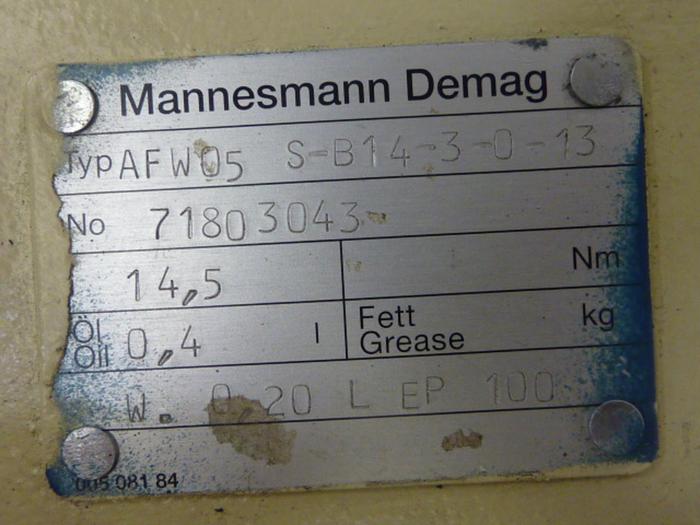 Mannesmann Demag
Typ AFW05 S-B14-3-0-13
No 71803043
14,5 Nm
Öl
Oil 0,4 l Fett
Grease kg
W. 0,20 L EP 100
005 081 84